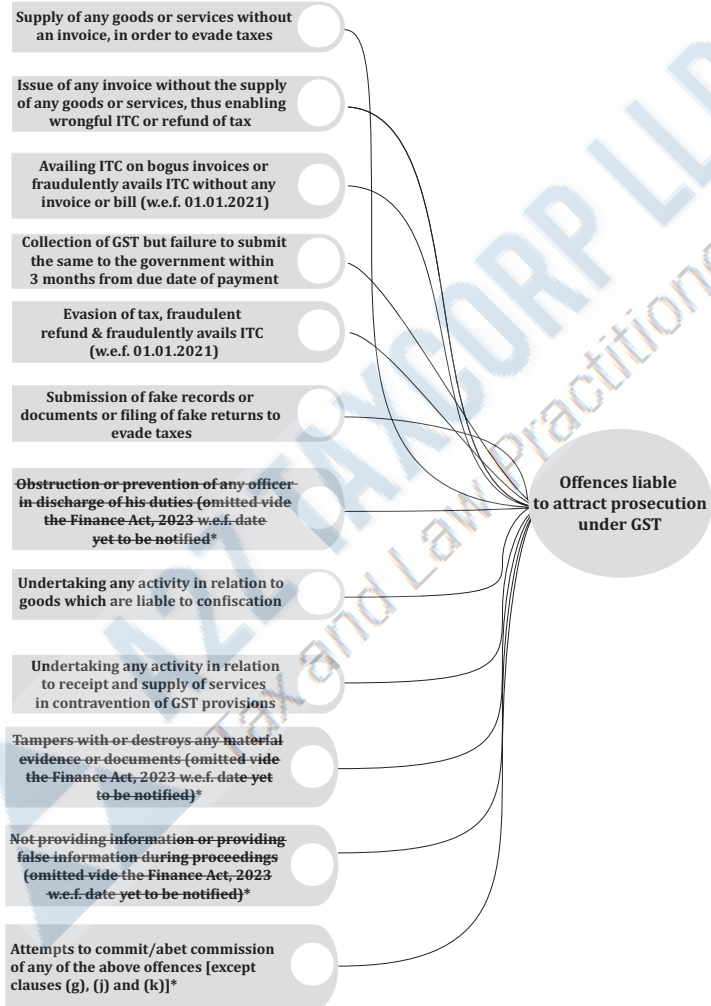 Supply of any goods or services without
an invoice, in order to evade taxes
Issue of any invoice without the supply
of any goods or services, thus enabling
wrongful ITC or refund of tax
Availing ITC on bogus invoices or
fraudulently avails ITC without any
invoice or bill (w.e.f. 01.01.2021)
Collection of GST but failure to submit
the same to the government within
3 months from due date of payment
Evasion of tax, fraudulent
refund & fraudulently avails ITC
(w.e.f. 01.01.2021)
Submission of fake records or
documents or filing of fake returns to
evade taxes
Obstruction or prevention of any officer
in discharge of his duties (omitted vide
the Finance Act, 2023 w.e.f. date
yet to be notified*
Undertaking any activity in relation to
goods which are liable to confiscation
Undertaking any activity in relation
to receipt and supply of services
in contravention of GST provisions
Tampers with or destroys any material
evidence or documents (omitted vide
the Finance Act, 2023 w.e.f. date yet
to be notified)*
Not providing information or providing
false information during proceedings
(omitted vide the Finance Act, 2023
w.e.f. date yet to be notified)*
Attempts to commit/abet commission
of any of the above offences [except
clauses (g), (j) and (k)]*
Offences liable
to attract prosecution
under GST
A2Z TAXCORP LLP
Tax and Law Practitione